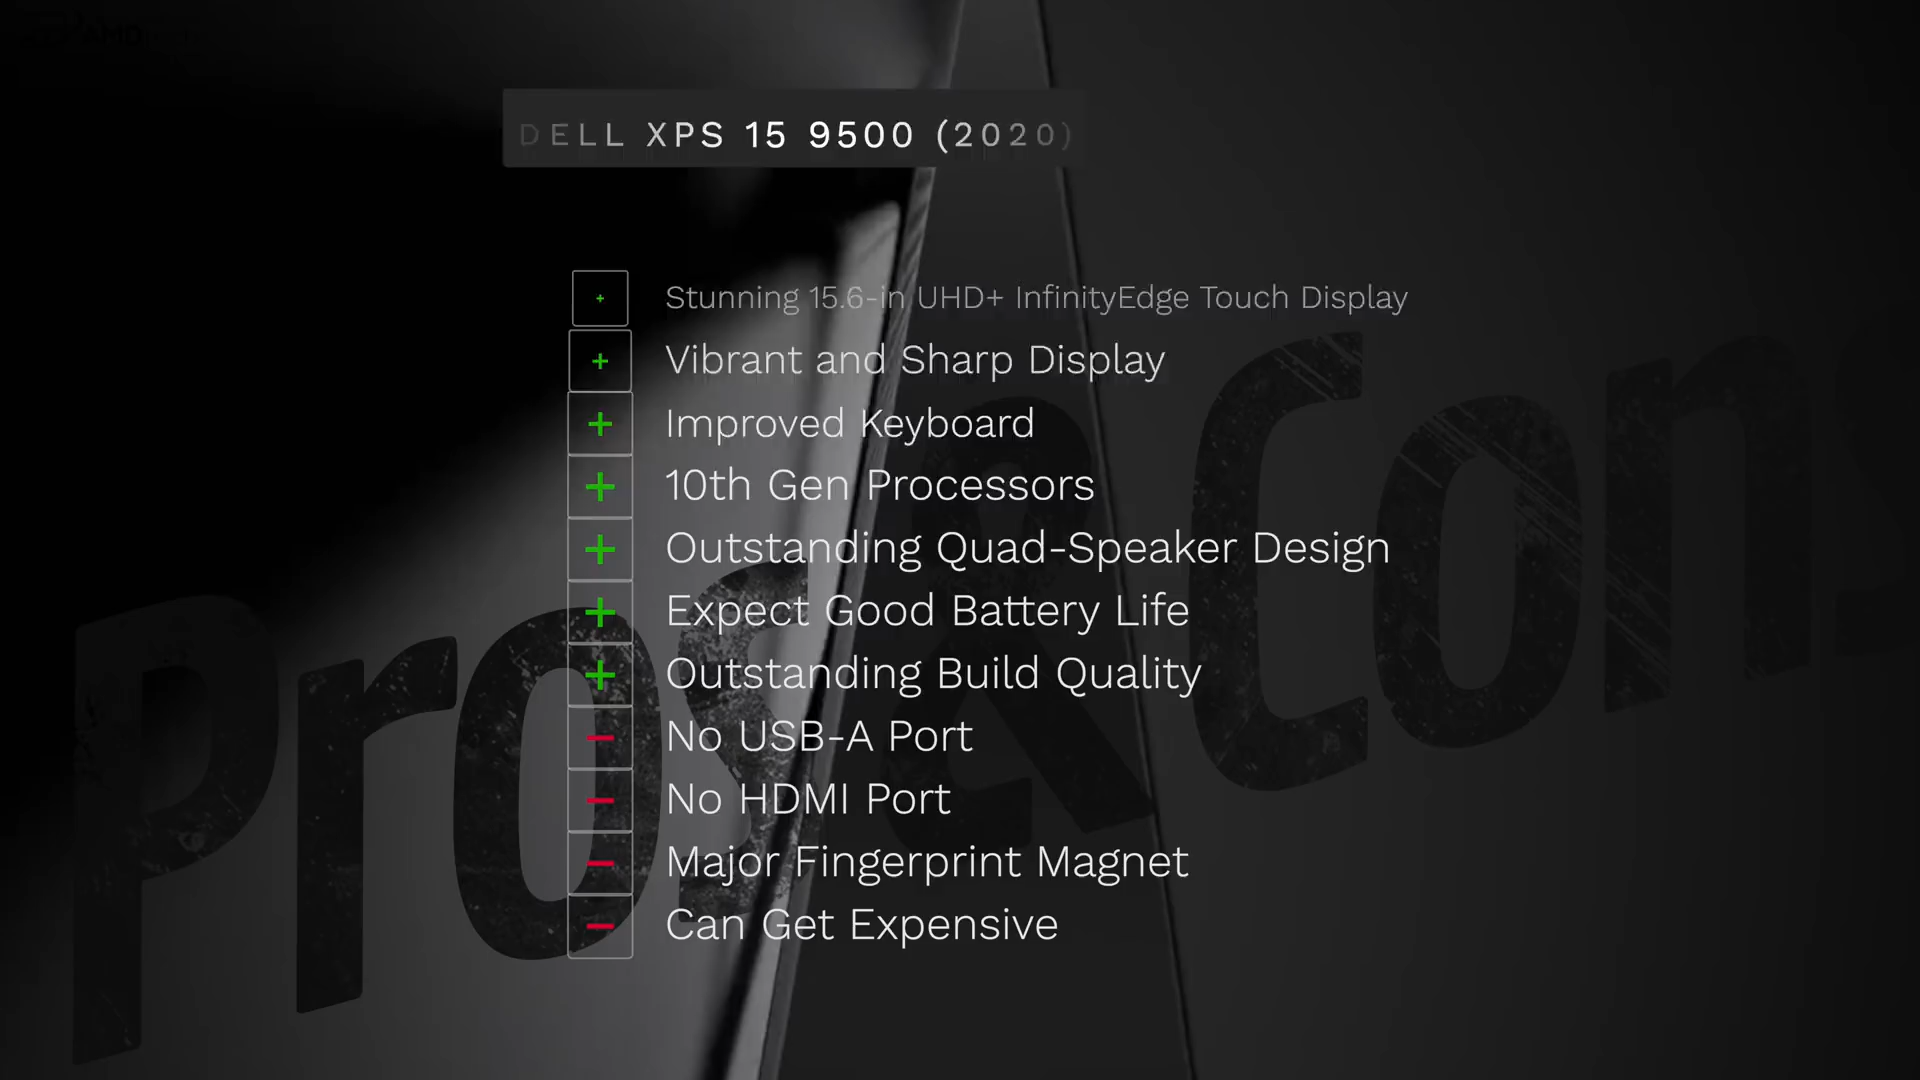 DELL XPS 15 9500 (2020)
+ Stunning 15.6-in UHD+ InfinityEdge Touch Display
+ Vibrant and Sharp Display
+ Improved Keyboard
+ 10th Gen Processors
+ Outstanding Quad-Speaker Design
+ Expect Good Battery Life
+ Outstanding Build Quality
- No USB-A Port
- No HDMI Port
- Major Fingerprint Magnet
- Can Get Expensive
Pros & Cons